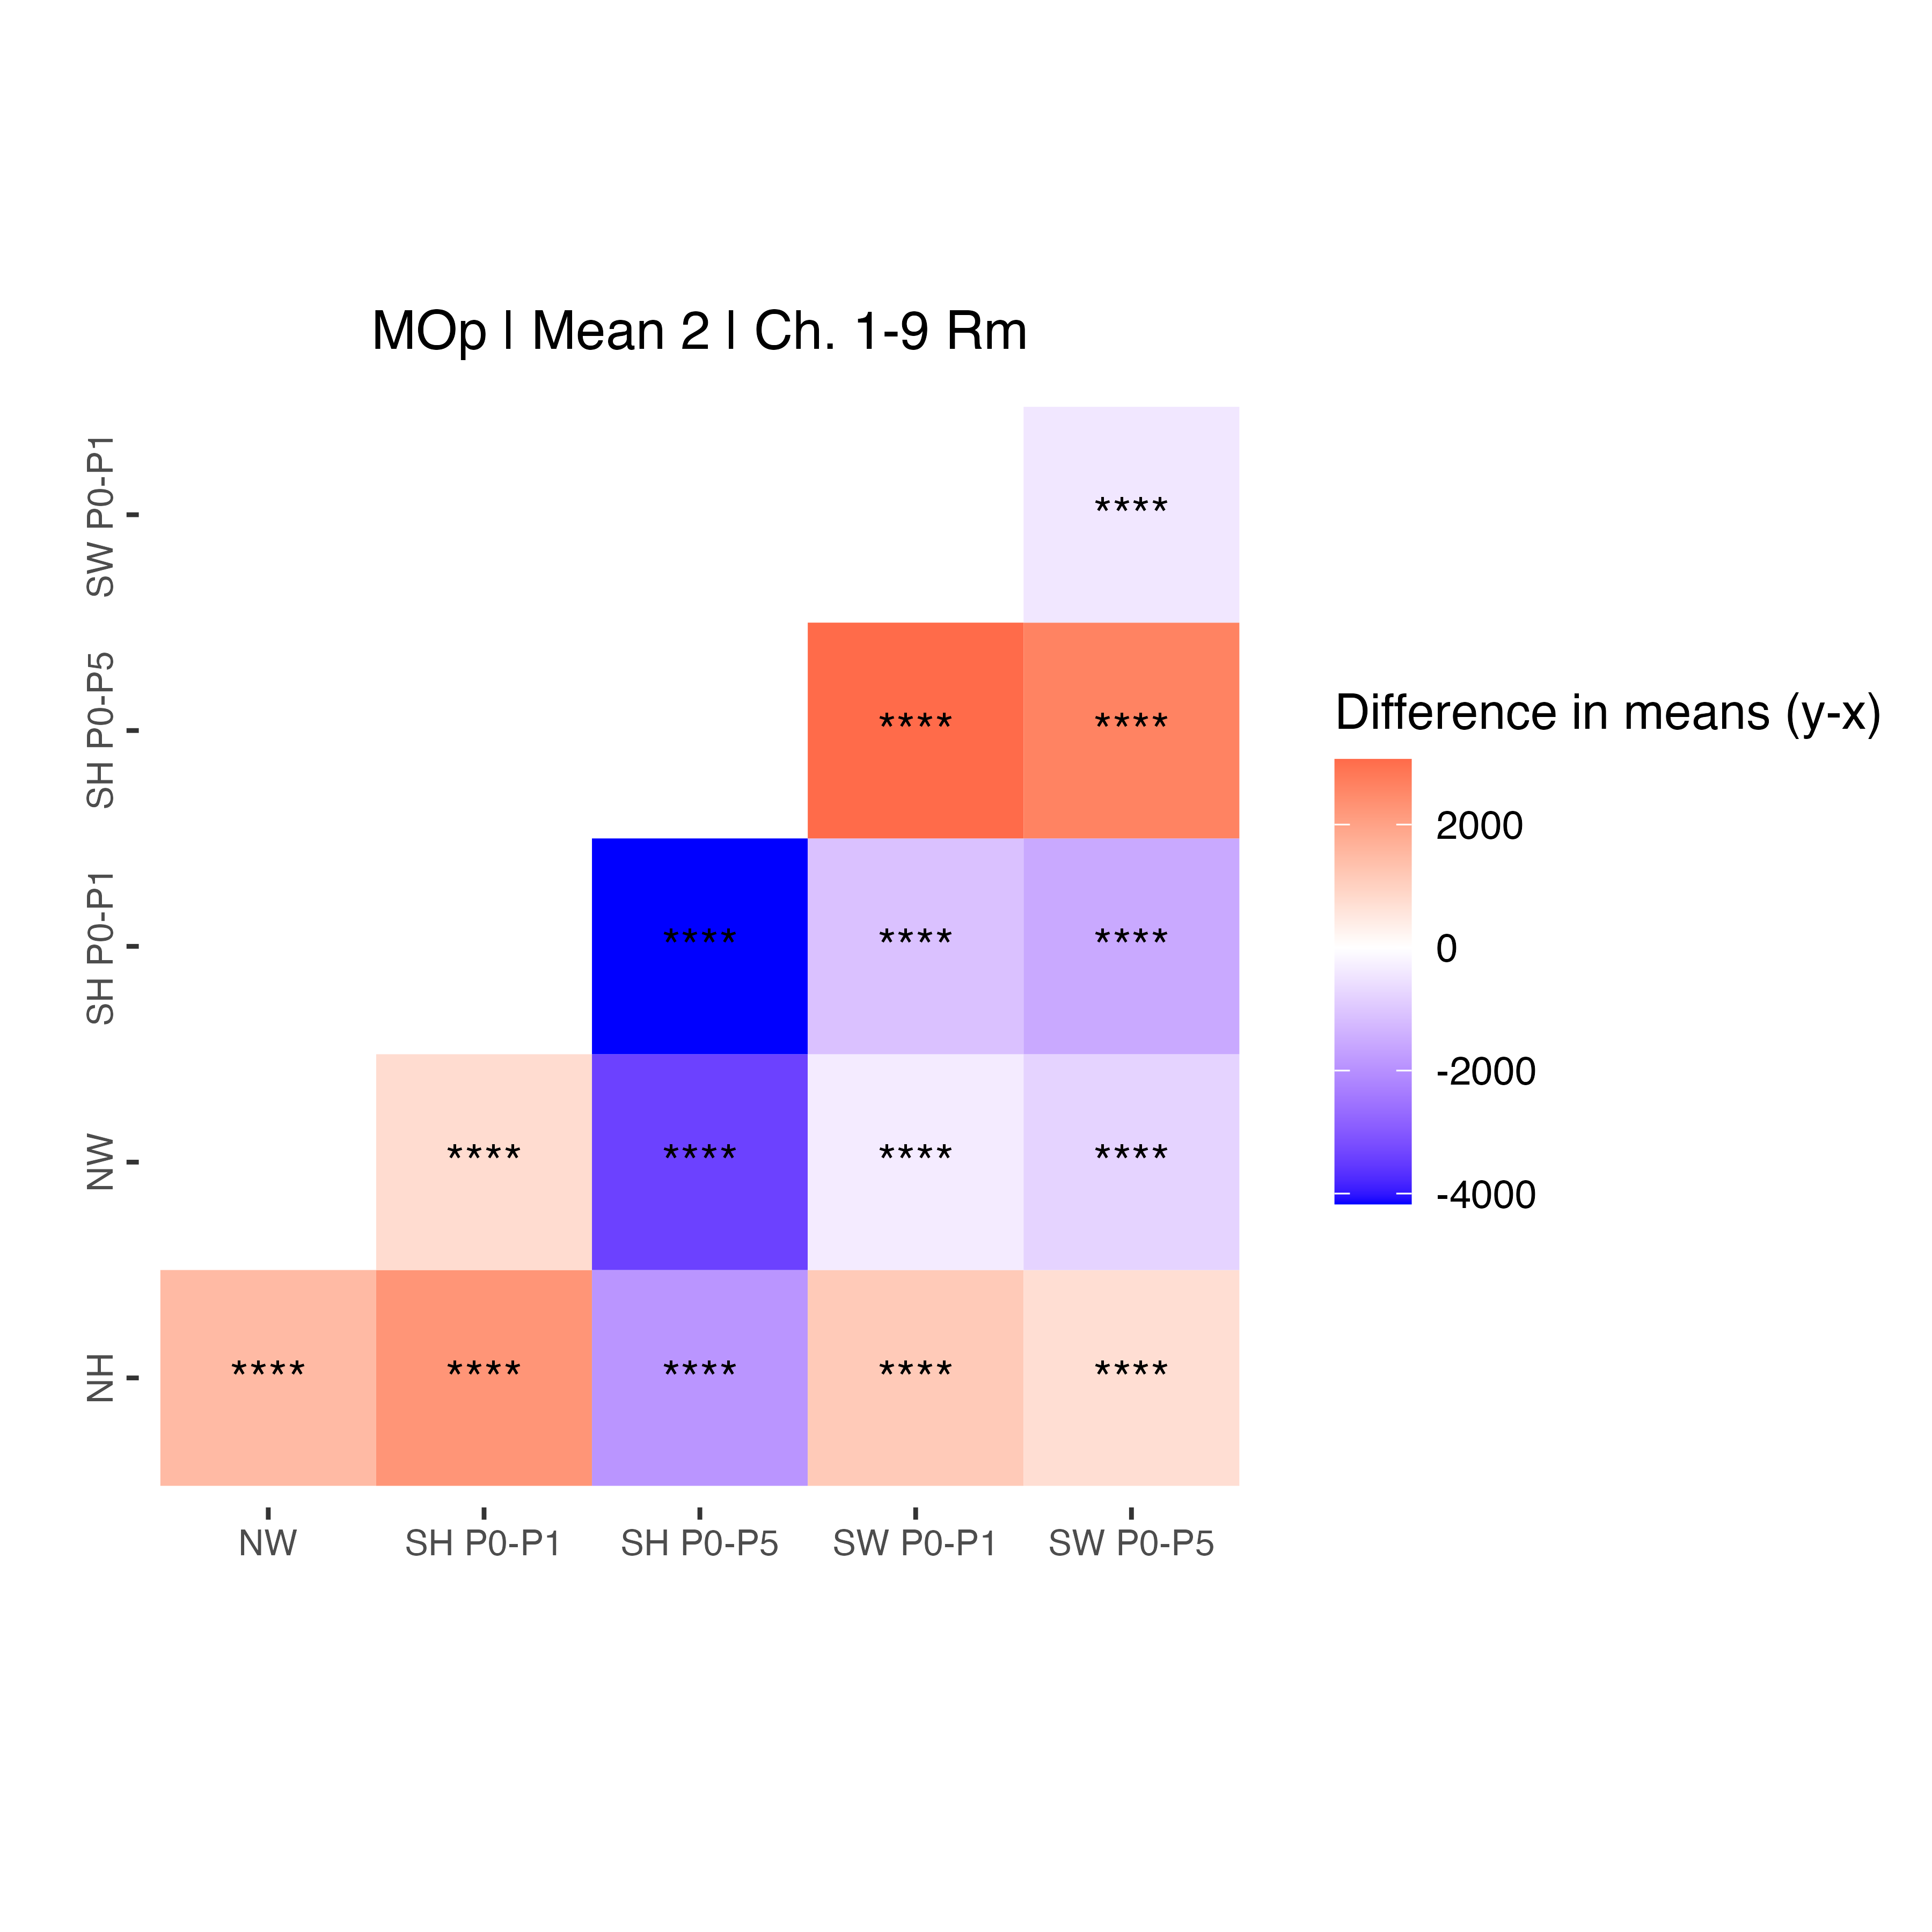 MOp | Mean 2 | Ch. 1-9 Rm
SW P0-P1
****
SH P0-P5
**** ****
SH P0-P1
**** **** ****
NW
**** **** **** ****
NH
**** **** **** **** ****
NW SH P0-P1 SH P0-P5 SW P0-P1 SW P0-P5
Difference in means (y-x)
2000
0
-2000
-4000